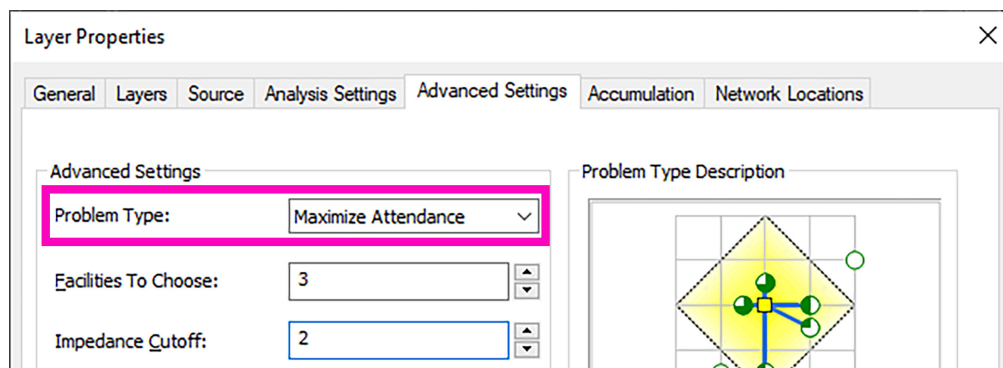 Layer Properties
General Layers Source Analysis Settings Advanced Settings Accumulation Network Locations
Advanced Settings
Problem Type: Maximize Attendance
Facilities To Choose: 3
Impedance Cutoff: 2
Problem Type Description